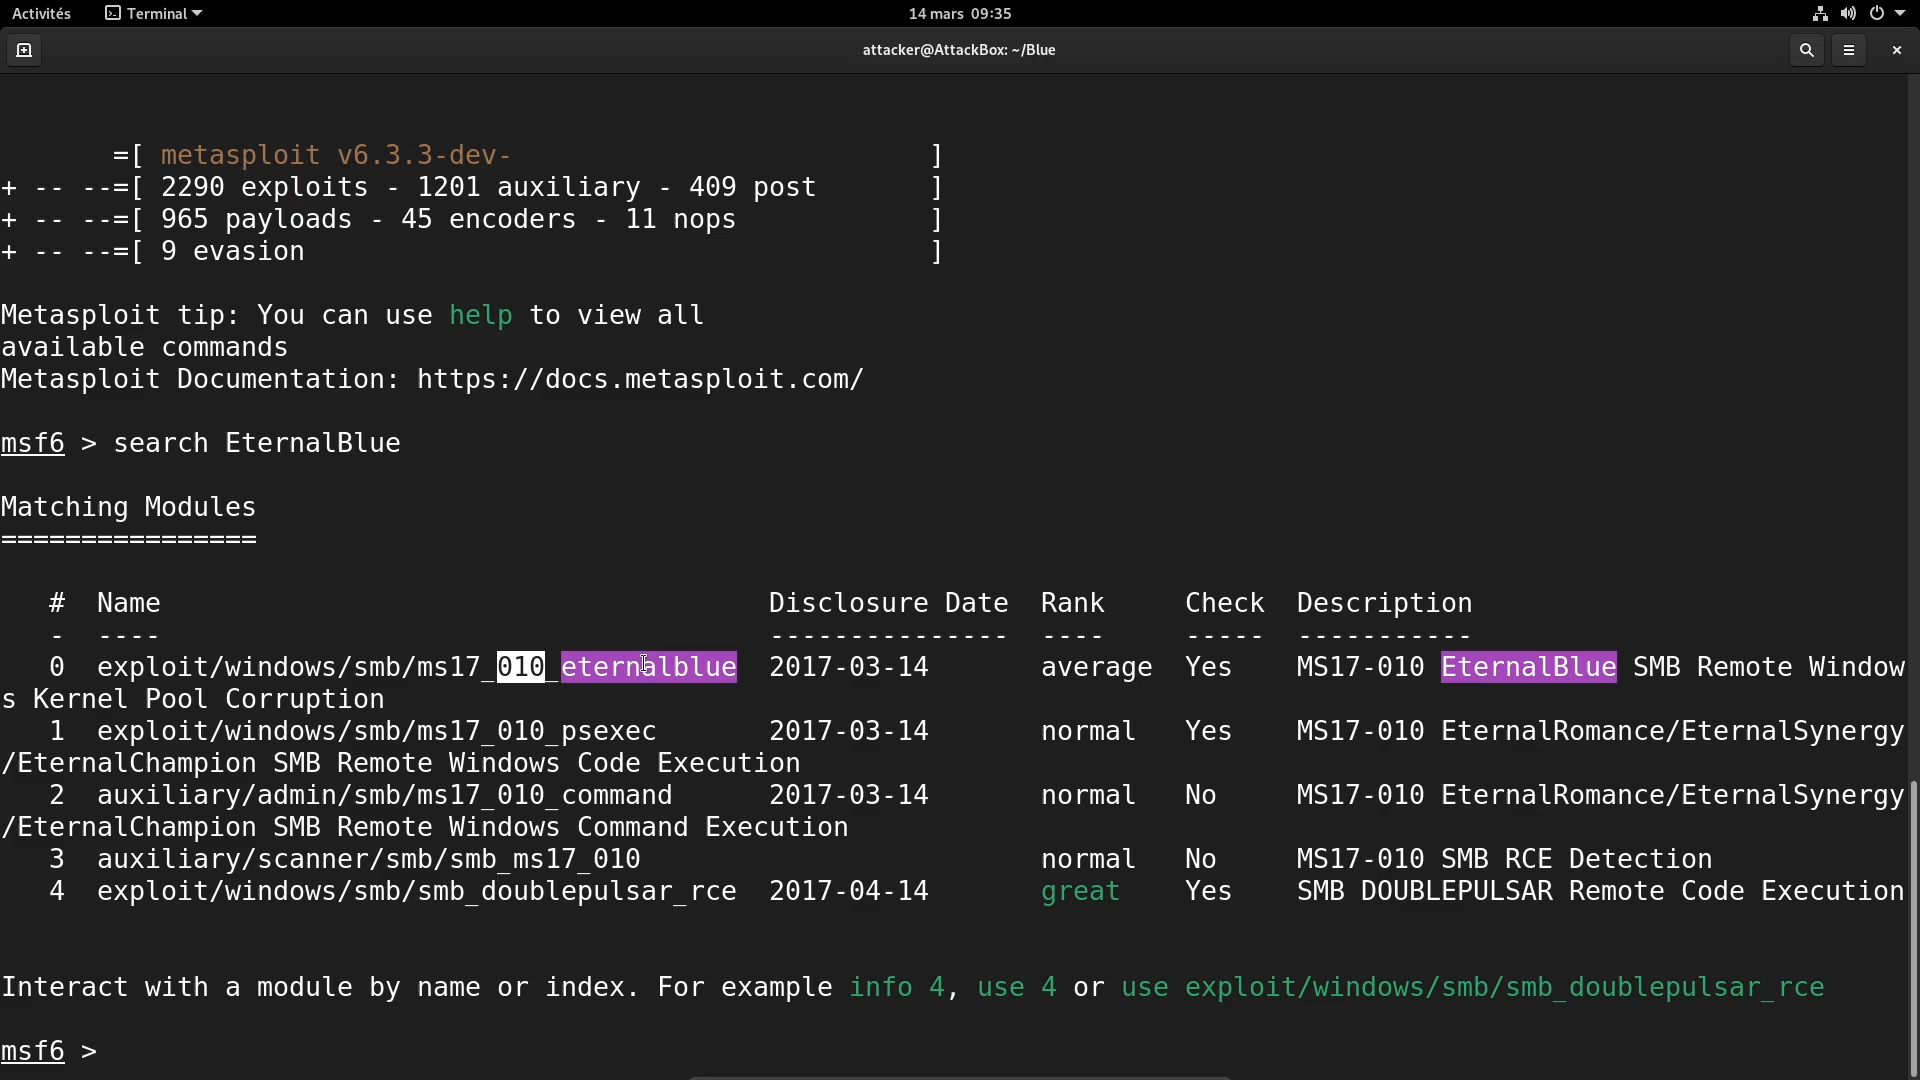 Activités Terminal 14 mars 09:35
attacker@AttackBox: ~/Blue
=[ metasploit v6.3.3-dev- ]
+ -- --=[ 2290 exploits - 1201 auxiliary - 409 post ]
+ -- --=[ 965 payloads - 45 encoders - 11 nops ]
+ -- --=[ 9 evasion ]
Metasploit tip: You can use help to view all
available commands
Metasploit Documentation: https://docs.metasploit.com/
msf6 > search EternalBlue
Matching Modules
================
# Name Disclosure Date Rank Check Description
- ---- --------------- ---- ----- -----------
0 exploit/windows/smb/ms17_010_eternalblue 2017-03-14 average Yes MS17-010 EternalBlue SMB Remote Window
s Kernel Pool Corruption
1 exploit/windows/smb/ms17_010_psexec 2017-03-14 normal Yes MS17-010 EternalRomance/EternalSynergy
/EternalChampion SMB Remote Windows Code Execution
2 auxiliary/admin/smb/ms17_010_command 2017-03-14 normal No MS17-010 EternalRomance/EternalSynergy
/EternalChampion SMB Remote Windows Command Execution
3 auxiliary/scanner/smb/smb_ms17_010 normal No MS17-010 SMB RCE Detection
4 exploit/windows/smb/smb_doublepulsar_rce 2017-04-14 great Yes SMB DOUBLEPULSAR Remote Code Execution
Interact with a module by name or index. For example info 4, use 4 or use exploit/windows/smb/smb_doublepulsar_rce
msf6 >